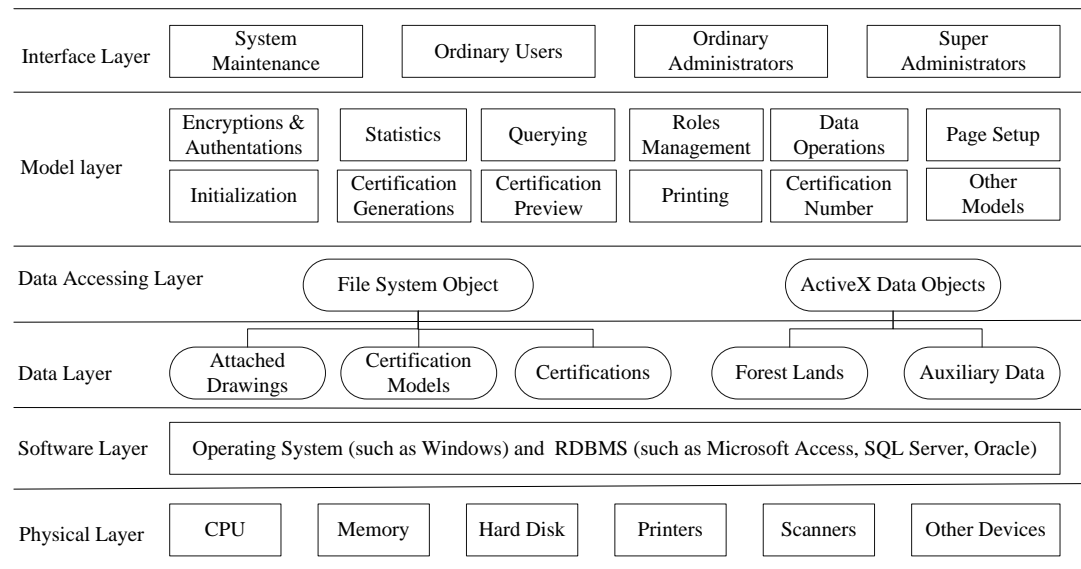 Interface Layer
System
Maintenance
Ordinary Users
Ordinary
Administrators
Super
Administrators
Model layer
Encryptions &
Authentations
Statistics
Querying
Roles
Management
Data
Operations
Page Setup
Initialization
Certification
Generations
Certification
Preview
Printing
Certification
Number
Other
Models
Data Accessing Layer
File System Object
ActiveX Data Objects
Data Layer
Attached
Drawings
Certification
Models
Certifications
Forest Lands
Auxiliary Data
Software Layer
Operating System (such as Windows) and RDBMS (such as Microsoft Access, SQL Server, Oracle)
Physical Layer
CPU
Memory
Hard Disk
Printers
Scanners
Other Devices